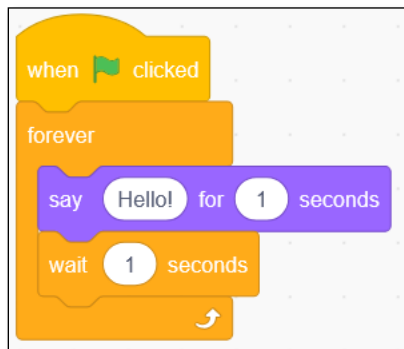 when clicked
forever
say Hello! for 1 seconds
wait 1 seconds